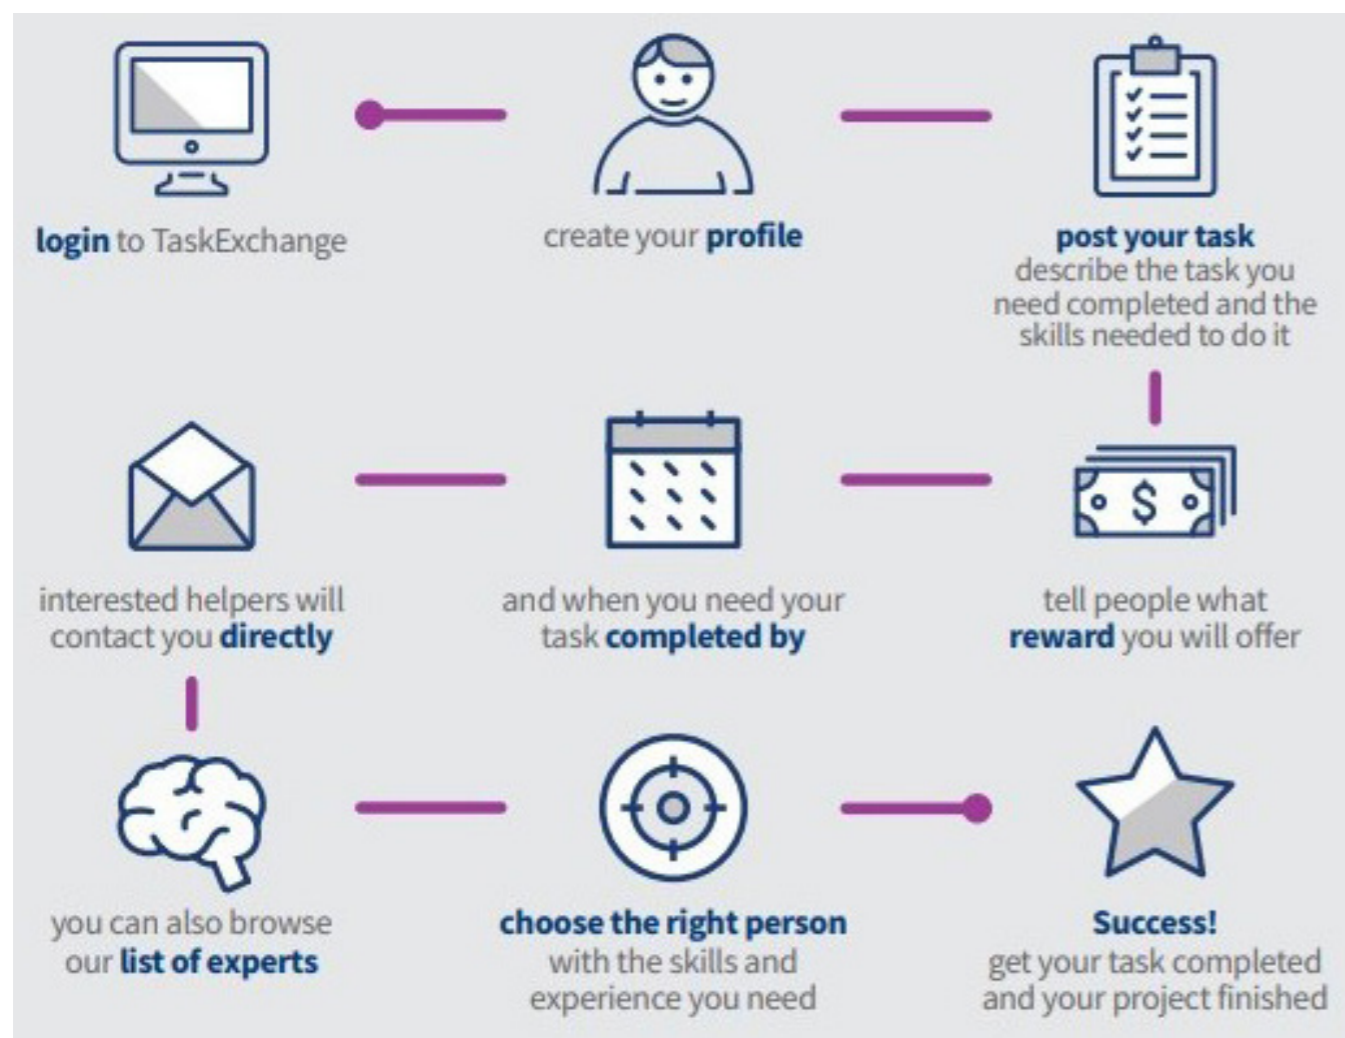 login to TaskExchange
create your profile
post your task
describe the task you
need completed and the
skills needed to do it
$
tell people what
reward you will offer
and when you need your
task completed by
interested helpers will
contact you directly
you can also browse
our list of experts
choose the right person
with the skills and
experience you need
Success!
get your task completed
and your project finished